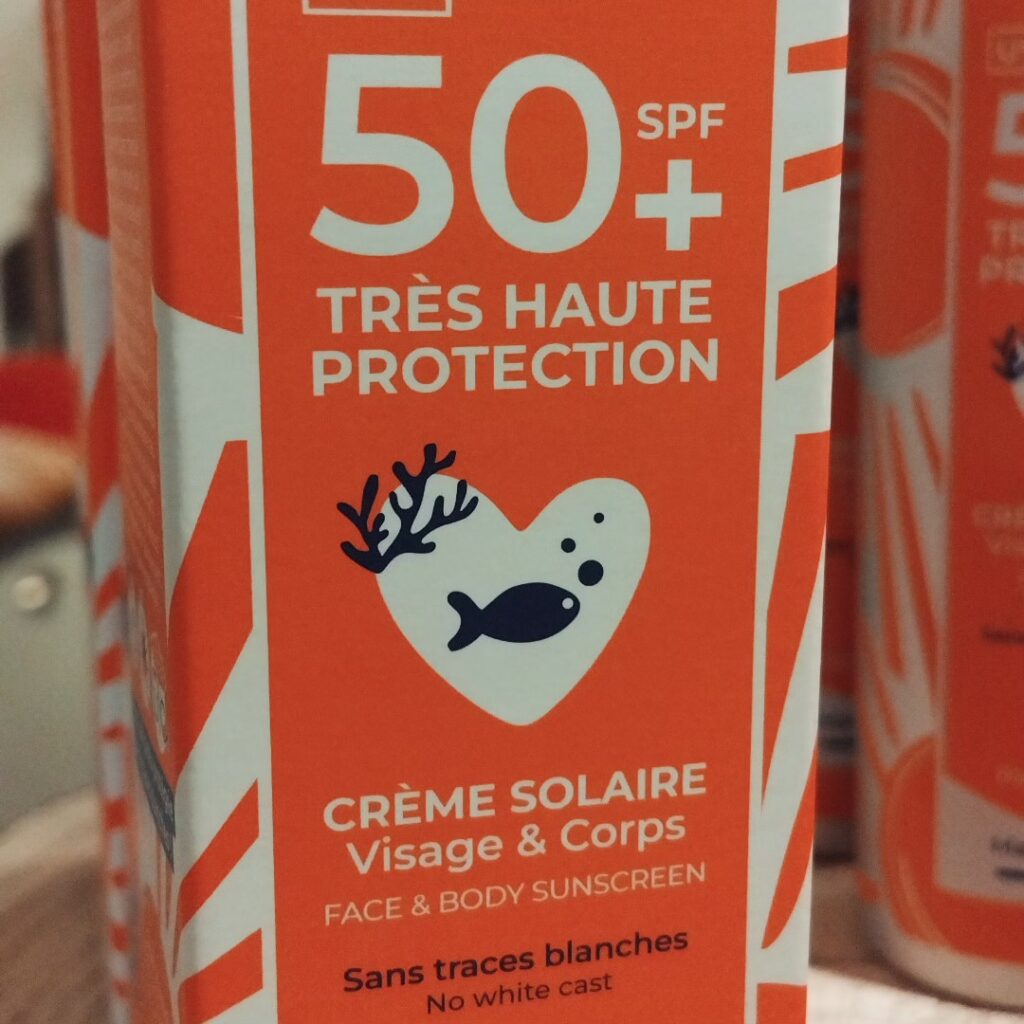 50
SPF
+
TRÈS HAUTE
PROTECTION
CRÈME SOLAIRE
Visage & Corps
FACE & BODY SUNSCREEN
Sans traces blanches
No white cast